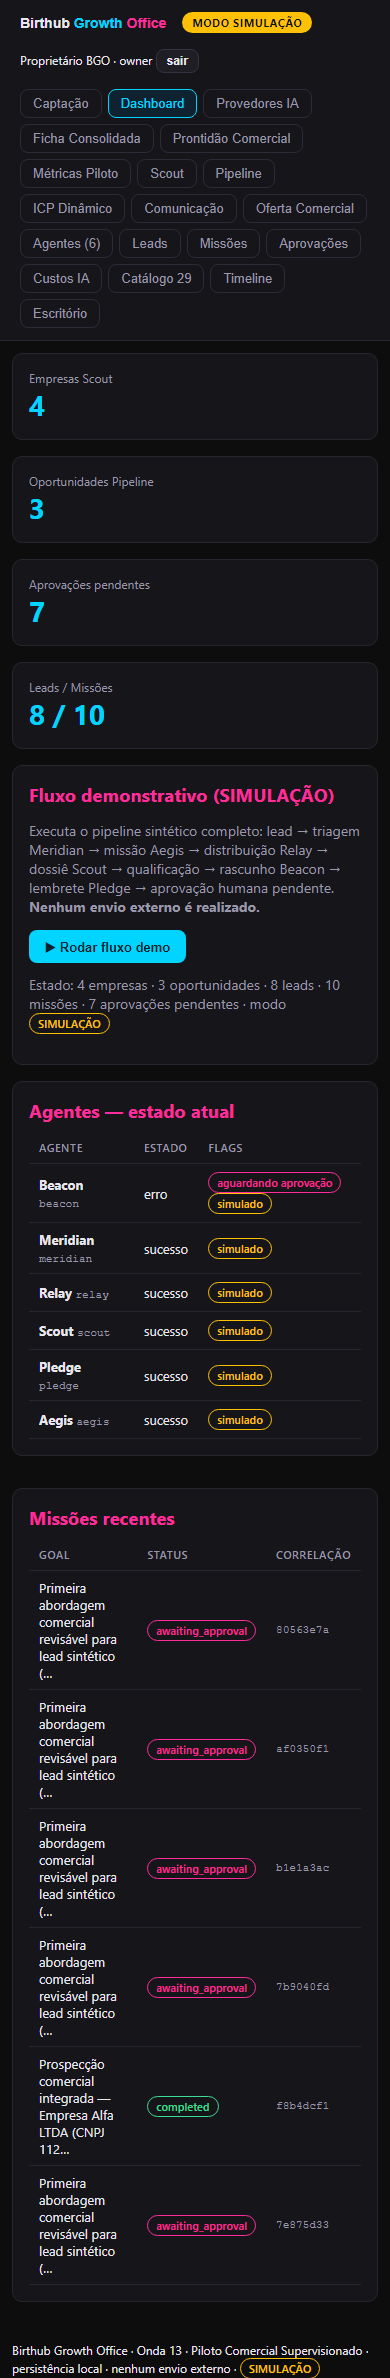 Birthub Growth Office MODO SIMULAÇÃO
Proprietário BGO · owner sair
Captação Dashboard Provedores IA
Ficha Consolidada Prontidão Comercial
Métricas Piloto Scout Pipeline
ICP Dinâmico Comunicação Oferta Comercial
Agentes (6) Leads Missões Aprovações
Custos IA Catálogo 29 Timeline
Escritório
Empresas Scout
4
Oportunidades Pipeline
3
Aprovações pendentes
7
Leads / Missões
8 / 10
Fluxo demonstrativo (SIMULAÇÃO)
Executa o pipeline sintético completo: lead → triagem
Meridian → missão Aegis → distribuição Relay →
dossiê Scout → qualificação → rascunho Beacon →
lembrete Pledge → aprovação humana pendente.
Nenhum envio externo é realizado.
▶ Rodar fluxo demo
Estado: 4 empresas · 3 oportunidades · 8 leads · 10
missões · 7 aprovações pendentes · modo
SIMULAÇÃO
Agentes — estado atual
AGENTE ESTADO FLAGS
Beacon
beacon
erro
aguardando aprovação
simulado
Meridian
meridian
sucesso
simulado
Relay relay sucesso simulado
Scout scout sucesso simulado
Pledge
pledge
sucesso
simulado
Aegis aegis sucesso simulado
Missões recentes
GOAL STATUS CORRELAÇÃO
Primeira
abordagem
comercial
revisável para
lead sintético
(...
awaiting_approval
80563e7a
Primeira
abordagem
comercial
revisável para
lead sintético
(...
awaiting_approval
af0350f1
Primeira
abordagem
comercial
revisável para
lead sintético
(...
awaiting_approval
b1e1a3ac
Primeira
abordagem
comercial
revisável para
lead sintético
(...
awaiting_approval
7b9040fd
Prospecção
comercial
integrada —
Empresa Alfa
LTDA (CNPJ
112...
completed
f8b4dcf1
Primeira
abordagem
comercial
revisável para
lead sintético
(...
awaiting_approval
7e875d33
Birthub Growth Office · Onda 13 · Piloto Comercial Supervisionado ·
persistência local · nenhum envio externo · SIMULAÇÃO